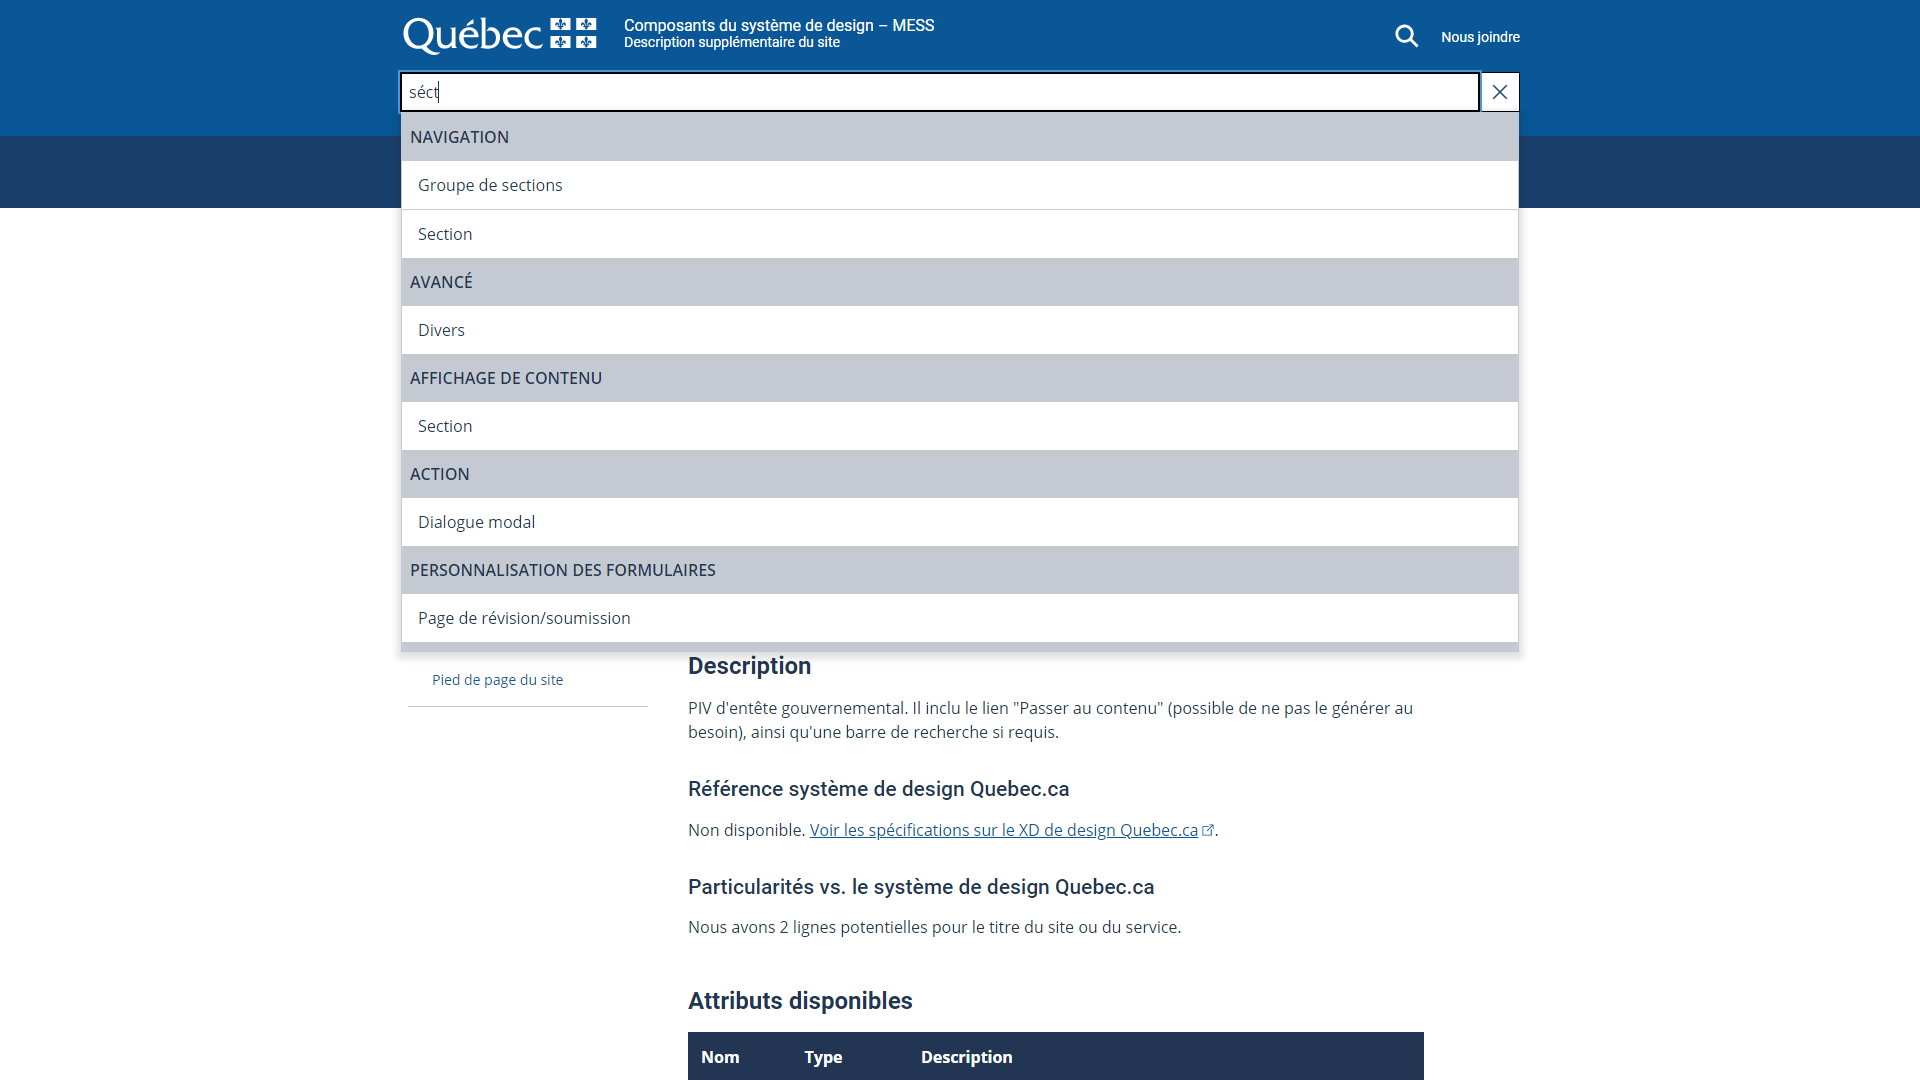 Québec
Composants du système de design – MESS
Description supplémentaire du site
Nous joindre
séct
NAVIGATION
Groupe de sections
Section
AVANCÉ
Divers
AFFICHAGE DE CONTENU
Section
ACTION
Dialogue modal
PERSONNALISATION DES FORMULAIRES
Page de révision/soumission
Pied de page du site
Description
PIV d'entête gouvernemental. Il inclu le lien "Passer au contenu" (possible de ne pas le générer au
besoin), ainsi qu'une barre de recherche si requis.
Référence système de design Quebec.ca
Non disponible. Voir les spécifications sur le XD de design Quebec.ca.
Particularités vs. le système de design Quebec.ca
Nous avons 2 lignes potentielles pour le titre du site ou du service.
Attributs disponibles
Nom Type Description